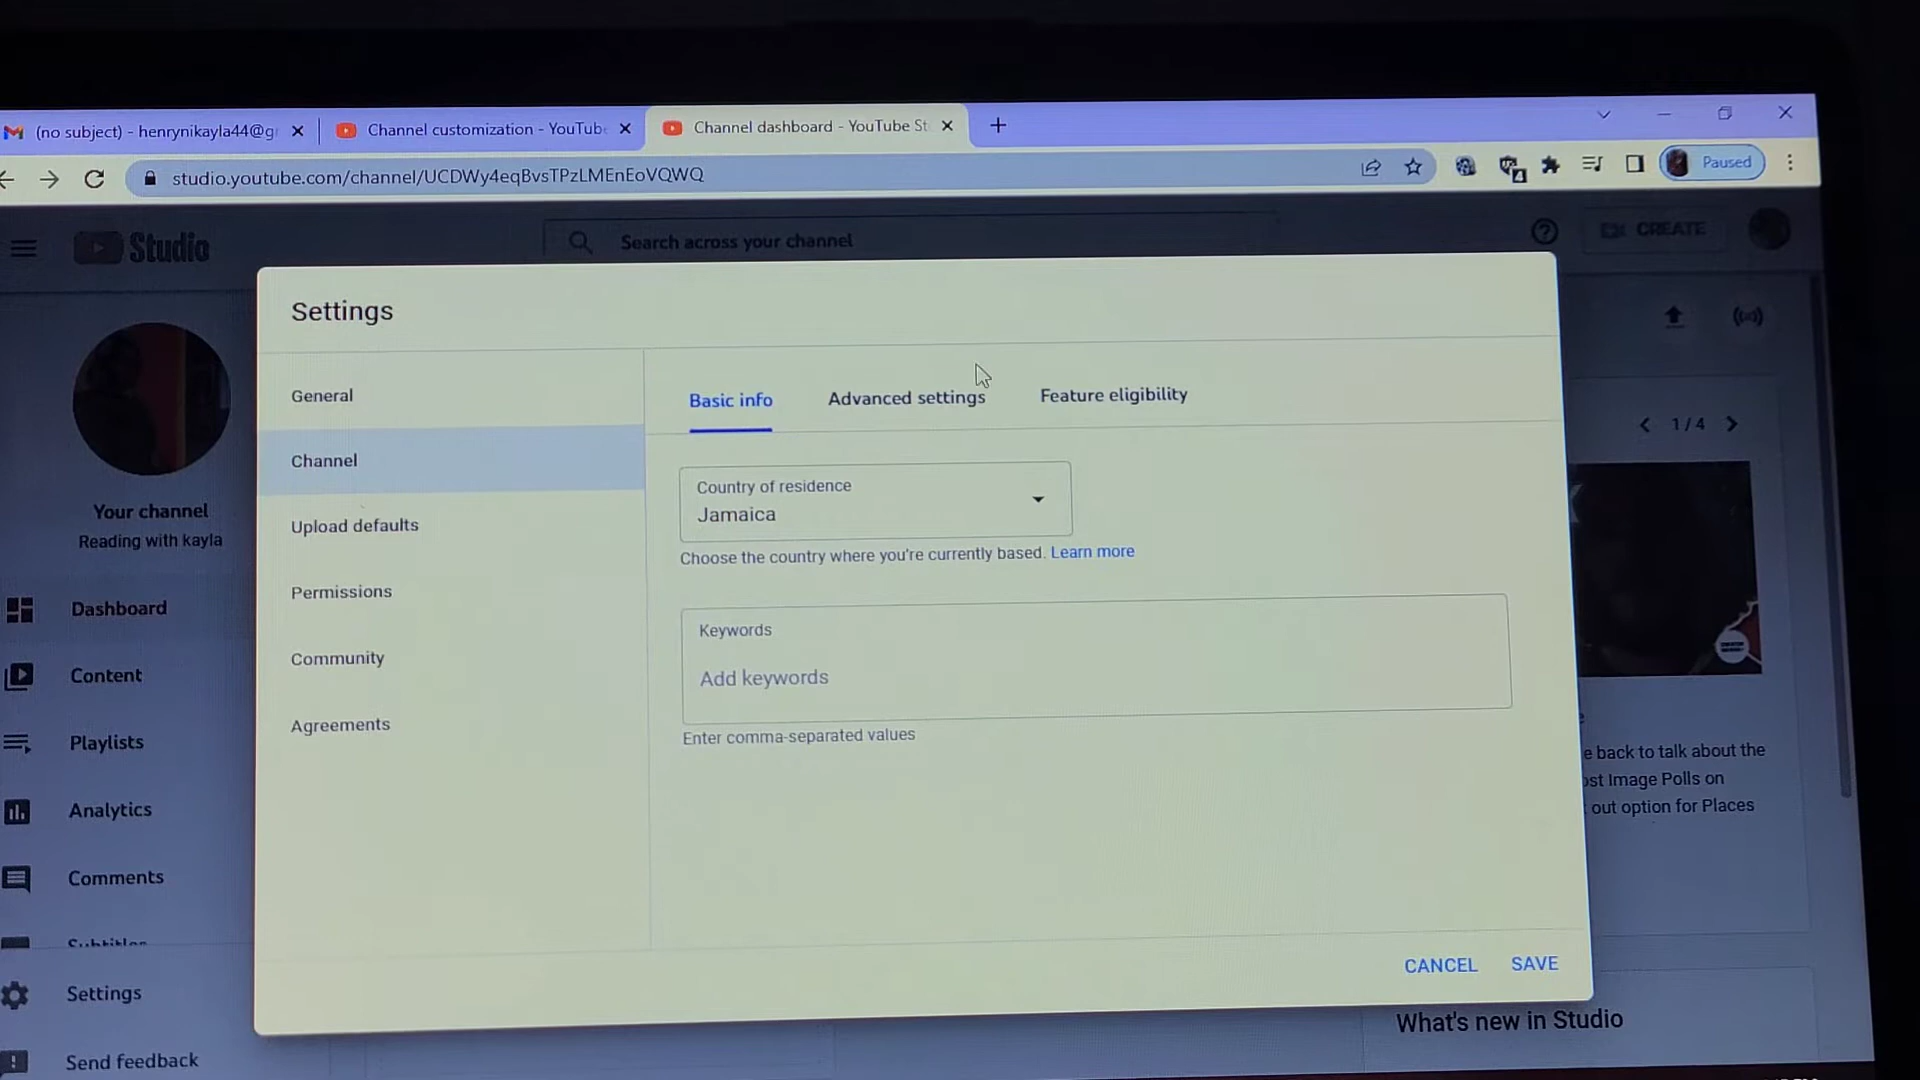 (no subject) - henrynikayla44@g
Channel customization - YouTub
Channel dashboard - YouTube St
studio.youtube.com/channel/UCDWy4eqBvsTPzLMEnEoVQWQ
4
Paused
Studio
Search across your channel
CREATE
Settings
General
Channel
Upload defaults
Permissions
Community
Agreements
Basic info
Advanced settings
Feature eligibility
Country of residence
Jamaica
Choose the country where you're currently based. Learn more
Keywords
Add keywords
Enter comma-separated values
CANCEL
SAVE
Your channel
Reading with kayla
Dashboard
Content
Playlists
Analytics
Comments
Subtitles
Settings
Send feedback
1 / 4
e back to talk about the
ost Image Polls on
out option for Places
What's new in Studio